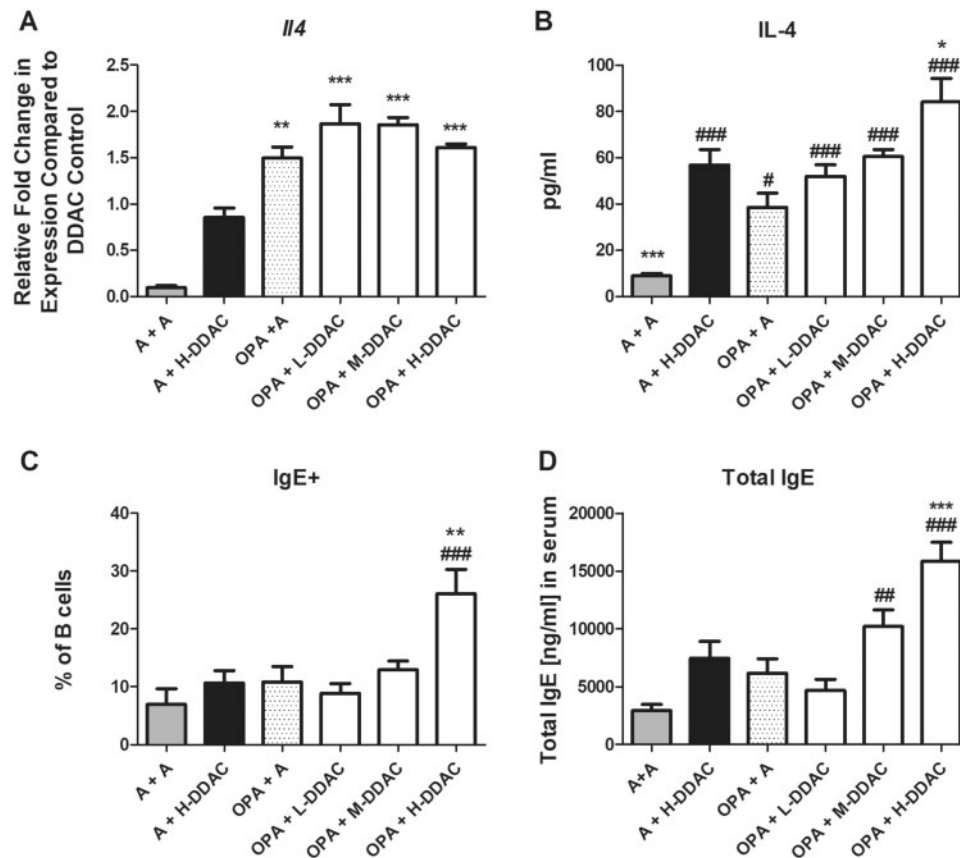 A
Il4
Relative Fold Change in
Expression Compared to
DDAC Control
2.5
2.0
1.5
1.0
0.5
0.0
**
***
***
***
A + A
A + H-DDAC
OPA +A
OPA + L-DDAC
OPA + M-DDAC
OPA + H-DDAC
B
IL-4
pg/ml
100
80
60
40
20
0
***
###
#
###
###
*
###
A + A
A + H-DDAC
OPA + A
OPA + L-DDAC
OPA + M-DDAC
OPA + H-DDAC
C
IgE+
% of B cells
40
30
20
10
0
**
###
A + A
A + H-DDAC
OPA + A
OPA + L-DDAC
OPA + M-DDAC
OPA + H-DDAC
D
Total IgE
Total IgE [ng/ml] in serum
20000
15000
10000
5000
0
##
***
###
A+A
A + H-DDAC
OPA + A
OPA + L-DDAC
OPA + M-DDAC
OPA + H-DDAC